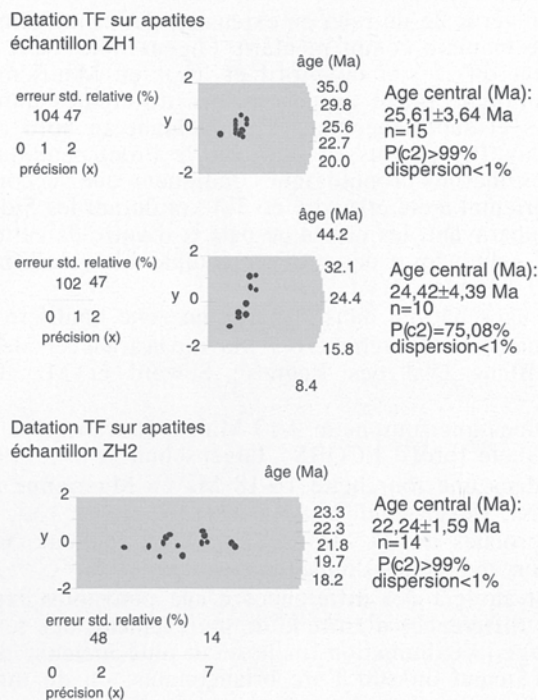 Datation TF sur apatites
échantillon ZH1
âge (Ma)
erreur std. relative (%)
104 47
0 1 2
précision (x)
2
y 0
-2
35.0
29.8
25.6
22.7
20.0
Age central (Ma):
25,61±3,64 Ma
n=15
P(c2)>99%
dispersion<1%
âge (Ma)
44.2
erreur std. relative (%)
102 47
0 1 2
précision (x)
2
y 0
-2
32.1
24.4
15.8
8.4
Age central (Ma):
24,42±4,39 Ma
n=10
P(c2)=75,08%
dispersion<1%
Datation TF sur apatites
échantillon ZH2
âge (Ma)
2
y 0
-2
23.3
22.3
21.8
19.7
18.2
Age central (Ma):
22,24±1,59 Ma
n=14
P(c2)>99%
dispersion<1%
erreur std. relative (%)
48 14
0 2 7
précision (x)